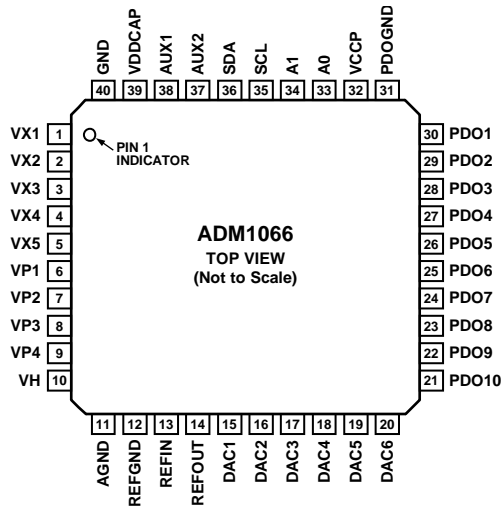 GND
VDDCAP
AUX1
AUX2
SDA
SCL
A1
A0
VCCP
PDOGND
40 39 38 37 36 35 34 33 32 31
VX1 1
VX2 2
VX3 3
VX4 4
VX5 5
VP1 6
VP2 7
VP3 8
VP4 9
VH 10
PIN 1
INDICATOR
ADM1066
TOP VIEW
(Not to Scale)
30 PDO1
29 PDO2
28 PDO3
27 PDO4
26 PDO5
25 PDO6
24 PDO7
23 PDO8
22 PDO9
21 PDO10
11 12 13 14 15 16 17 18 19 20
AGND
REFGND
REFIN
REFOUT
DAC1
DAC2
DAC3
DAC4
DAC5
DAC6